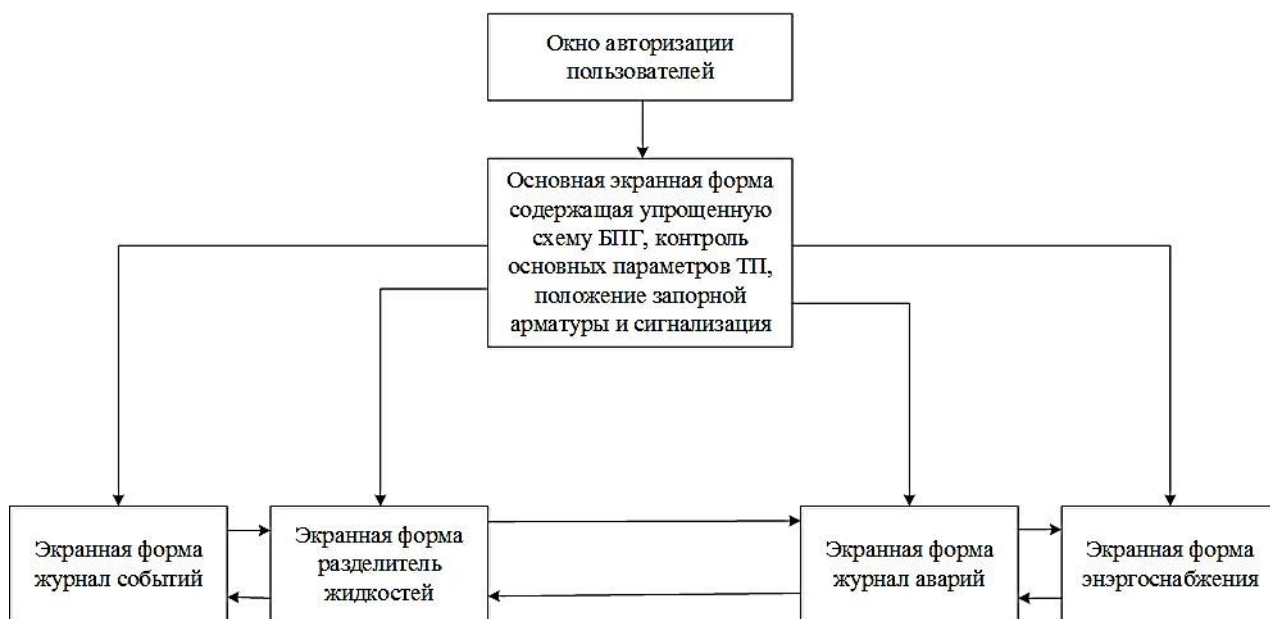 Окно авторизации
пользователей
Основная экранная форма
содержащая упрощенную
схему БПГ, контроль
основных параметров ТП,
положение запорной
арматуры и сигнализация
Экранная форма
журнал событий
Экранная форма
разделитель
жидкостей
Экранная форма
журнал аварий
Экранная форма
энэргоснабжения